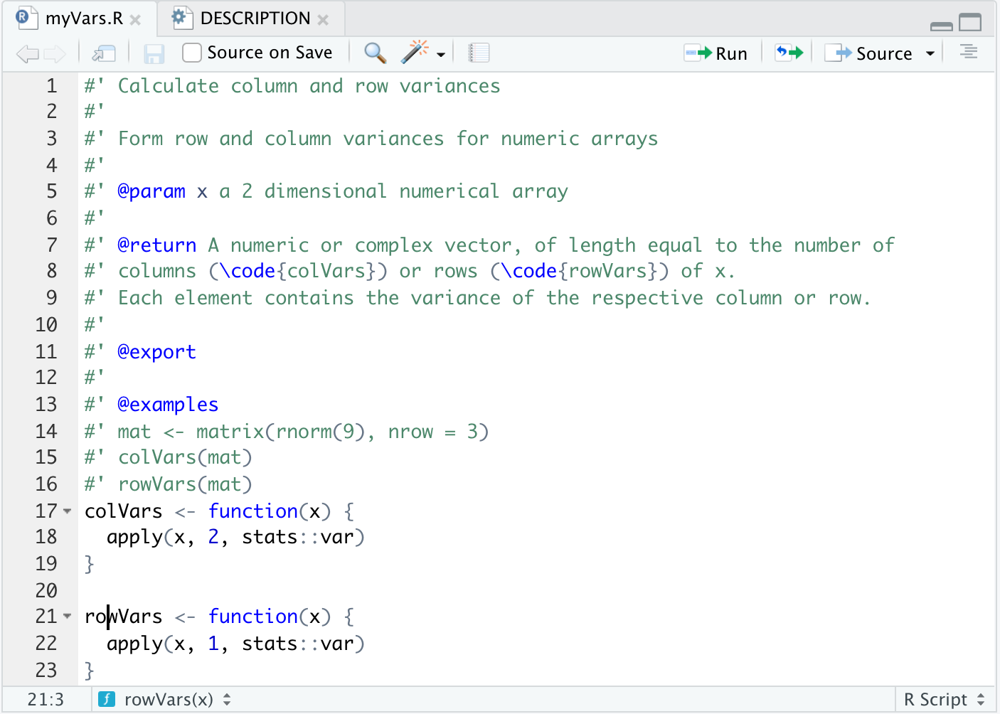 myVars.R DESCRIPTION
Source on Save Run Source
1 #' Calculate column and row variances
2 #'
3 #' Form row and column variances for numeric arrays
4 #'
5 #' @param x a 2 dimensional numerical array
6 #'
7 #' @return A numeric or complex vector, of length equal to the number of
8 #' columns (\code{colVars}) or rows (\code{rowVars}) of x.
9 #' Each element contains the variance of the respective column or row.
10 #'
11 #' @export
12 #'
13 #' @examples
14 #' mat <- matrix(rnorm(9), nrow = 3)
15 #' colVars(mat)
16 #' rowVars(mat)
17 colVars <- function(x) {
18   apply(x, 2, stats::var)
19 }
20
21 rowVars <- function(x) {
22   apply(x, 1, stats::var)
23 }
21:3 rowVars(x) R Script